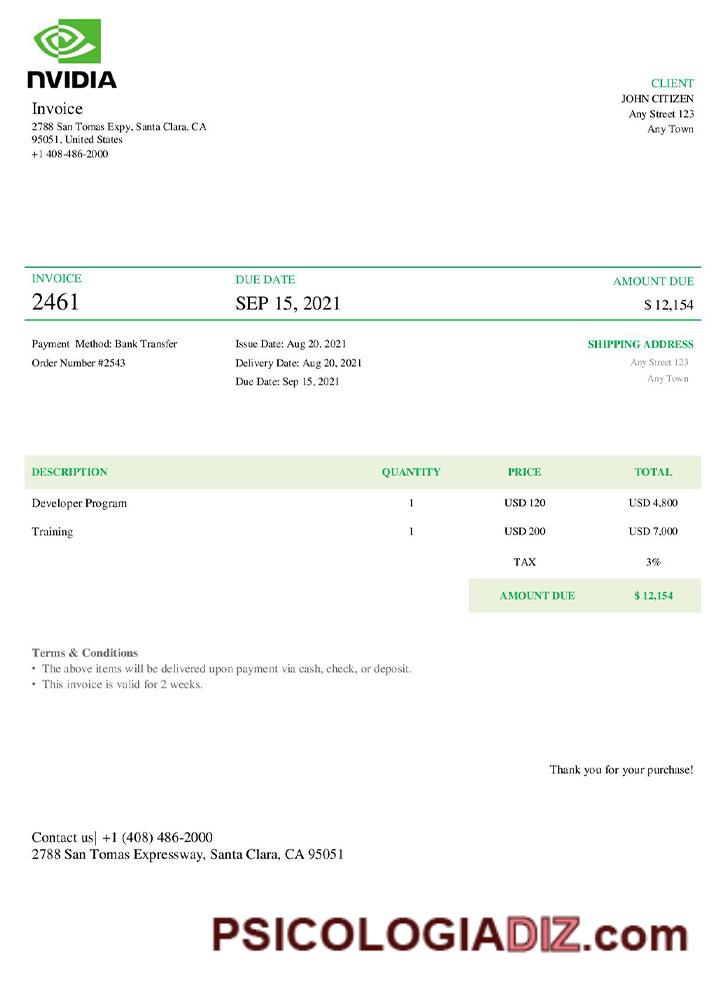 NVIDIA
Invoice
2788 San Tomas Expy, Santa Clara, CA
95051, United States
+1 408-486-2000
CLIENT
JOHN CITIZEN
Any Street 123
Any Town
INVOICE
2461
DUE DATE
SEP 15, 2021
AMOUNT DUE
$ 12,154
Payment Method: Bank Transfer
Order Number #2543
Issue Date: Aug 20, 2021
Delivery Date: Aug 20, 2021
Due Date: Sep 15, 2021
SHIPPING ADDRESS
Any Street 123
Any Town
DESCRIPTION QUANTITY PRICE TOTAL
Developer Program 1 USD 120 USD 4,800
Training 1 USD 200 USD 7,000
TAX 3%
AMOUNT DUE $ 12,154
Terms & Conditions
• The above items will be delivered upon payment via cash, check, or deposit.
• This invoice is valid for 2 weeks.
Thank you for your purchase!
Contact us| +1 (408) 486-2000
2788 San Tomas Expressway, Santa Clara, CA 95051
PSICOLOGIADIZ.com